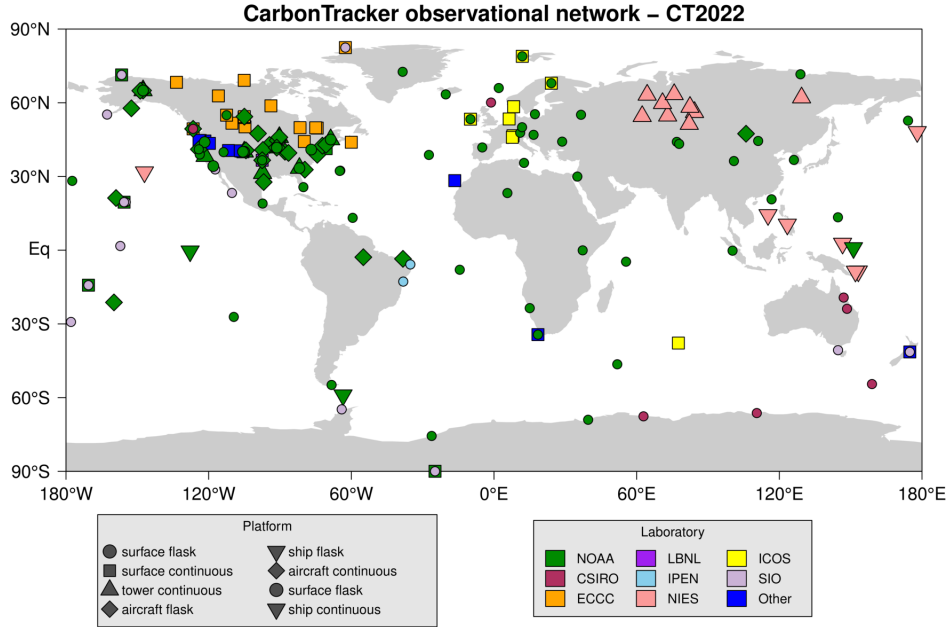 CarbonTracker observational network − CT2022
90°N
60°N
30°N
Eq
30°S
60°S
90°S
180°W 120°W 60°W 0°E 60°E 120°E 180°E
Platform
surface flask
surface continuous
tower continuous
aircraft flask
ship flask
aircraft continuous
surface flask
ship continuous
Laboratory
NOAA LBNL ICOS
CSIRO IPEN SIO
ECCC NIES Other